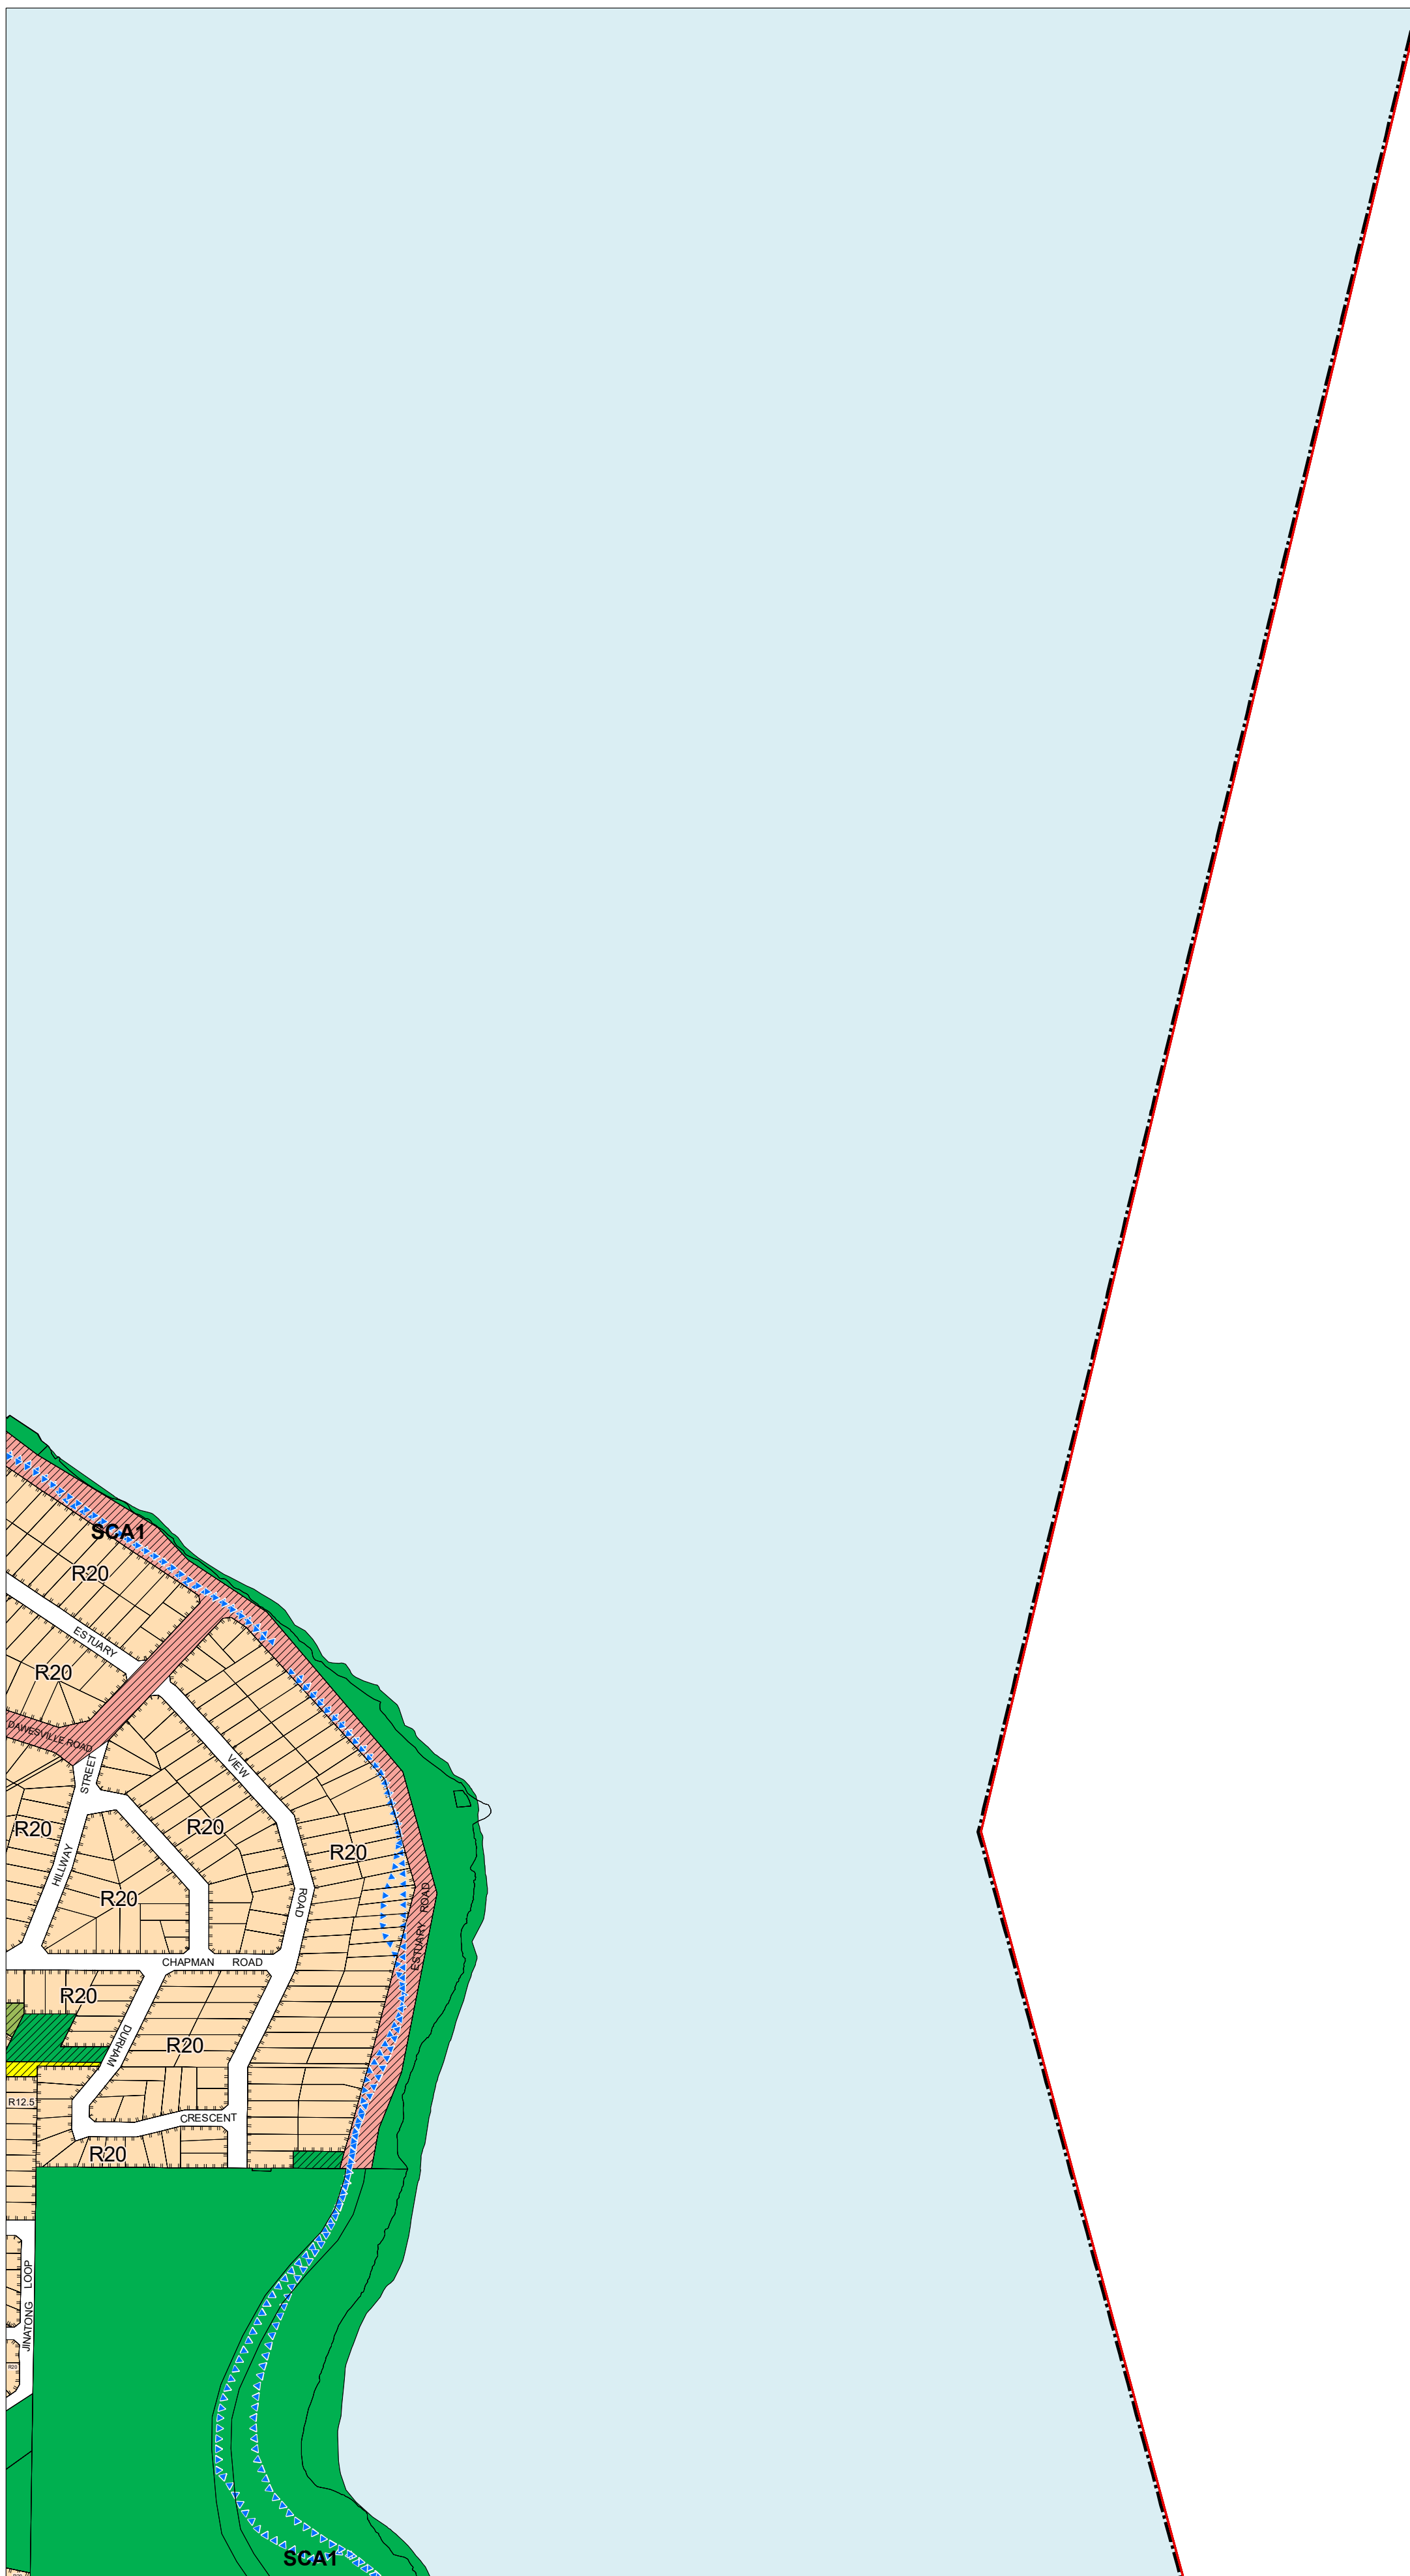 SCA1
R20
ESTUARY
R20
DAWESVILLE ROAD
VIEW
STREET
R20
R20
R20
HILLWAY
R20
ROAD
ESTUARY ROAD
CHAPMAN ROAD
R20
DURHAM
R20
R12.5
CRESCENT
R20
JINATONG LOOP
R20
SCA1